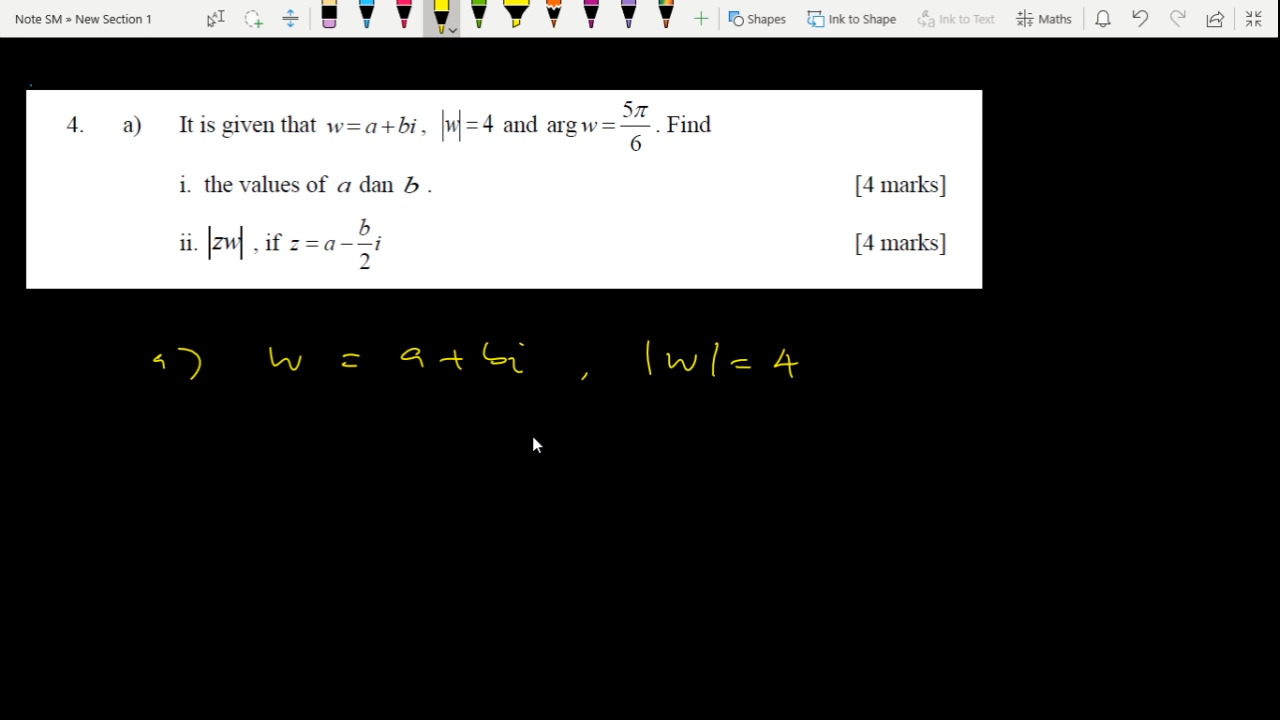 Note SM » New Section 1 Shapes Ink to Shape Ink to Text Maths
4. a) It is given that w = a + bi, |w| = 4 and arg w = 5π/6. Find
i. the values of a dan b. [4 marks]
ii. |zw|, if z = a − b/2 i [4 marks]
a) w = a + bi, |w| = 4